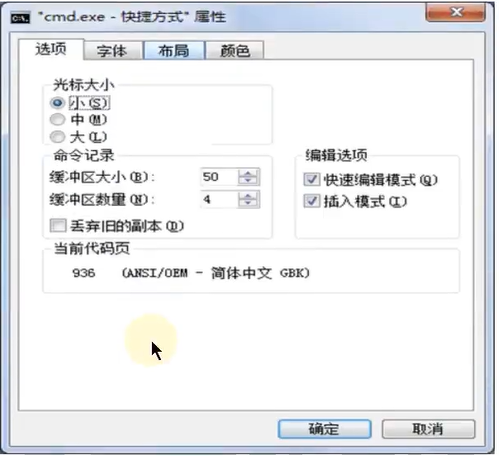 "cmd.exe - 快捷方式" 属性
选项 字体 布局 颜色
光标大小
小(S)
中(M)
大(L)
命令记录
缓冲区大小(B): 50
缓冲区数量(N): 4
丢弃旧的副本(D)
编辑选项
快速编辑模式(Q)
插入模式(I)
当前代码页
936 (ANSI/OEM - 简体中文 GBK)
确定 取消